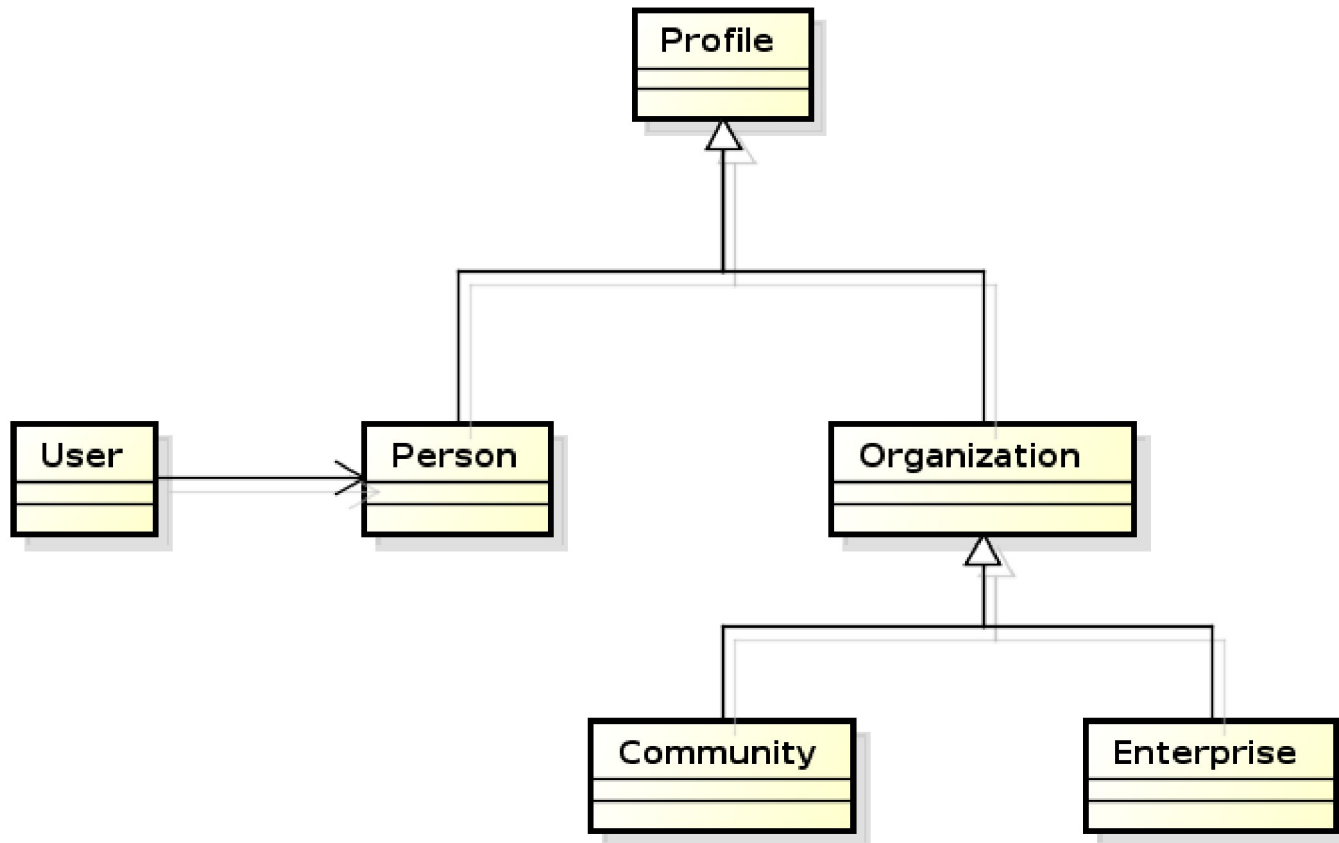 Profile
User
Person
Organization
Community
Enterprise